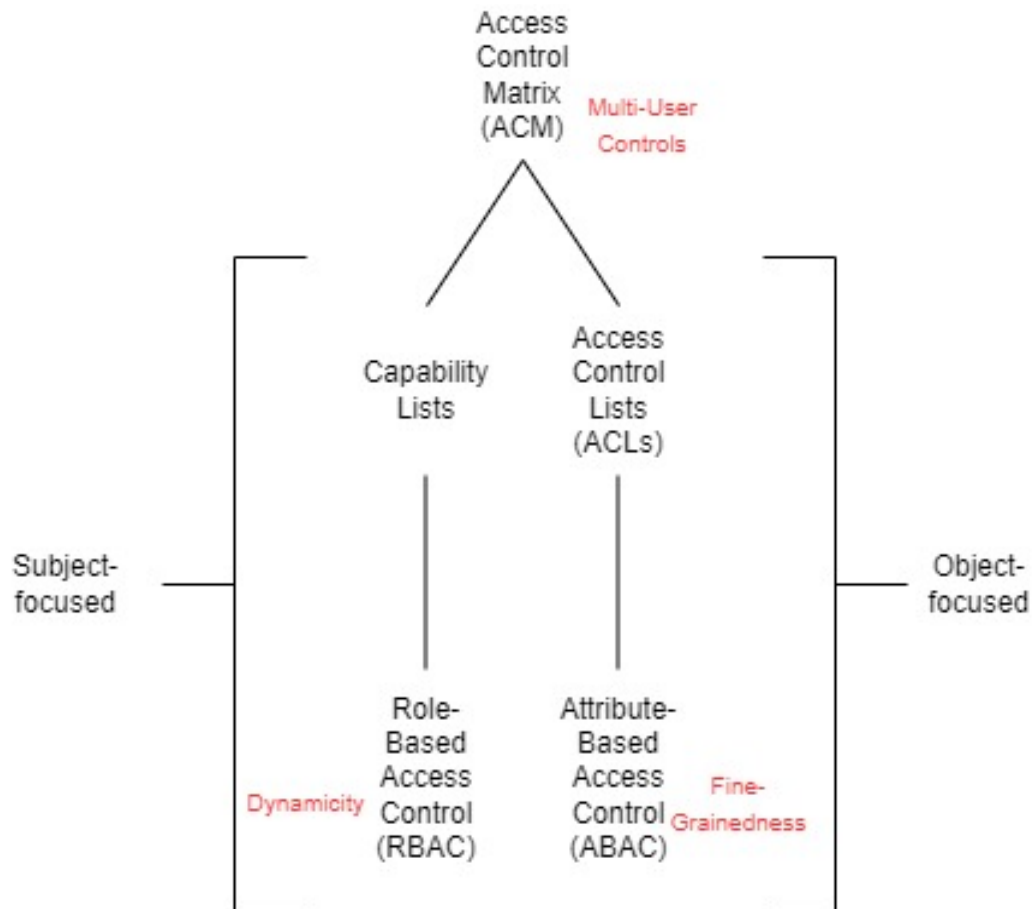 Access
Control
Matrix
(ACM)
Multi-User
Controls
Capability
Lists
Access
Control
Lists
(ACLs)
Subject-
focused
Object-
focused
Role-
Based
Access
Control
(RBAC)
Dynamicity
Attribute-
Based
Access
Control
(ABAC)
Fine-
Grainedness